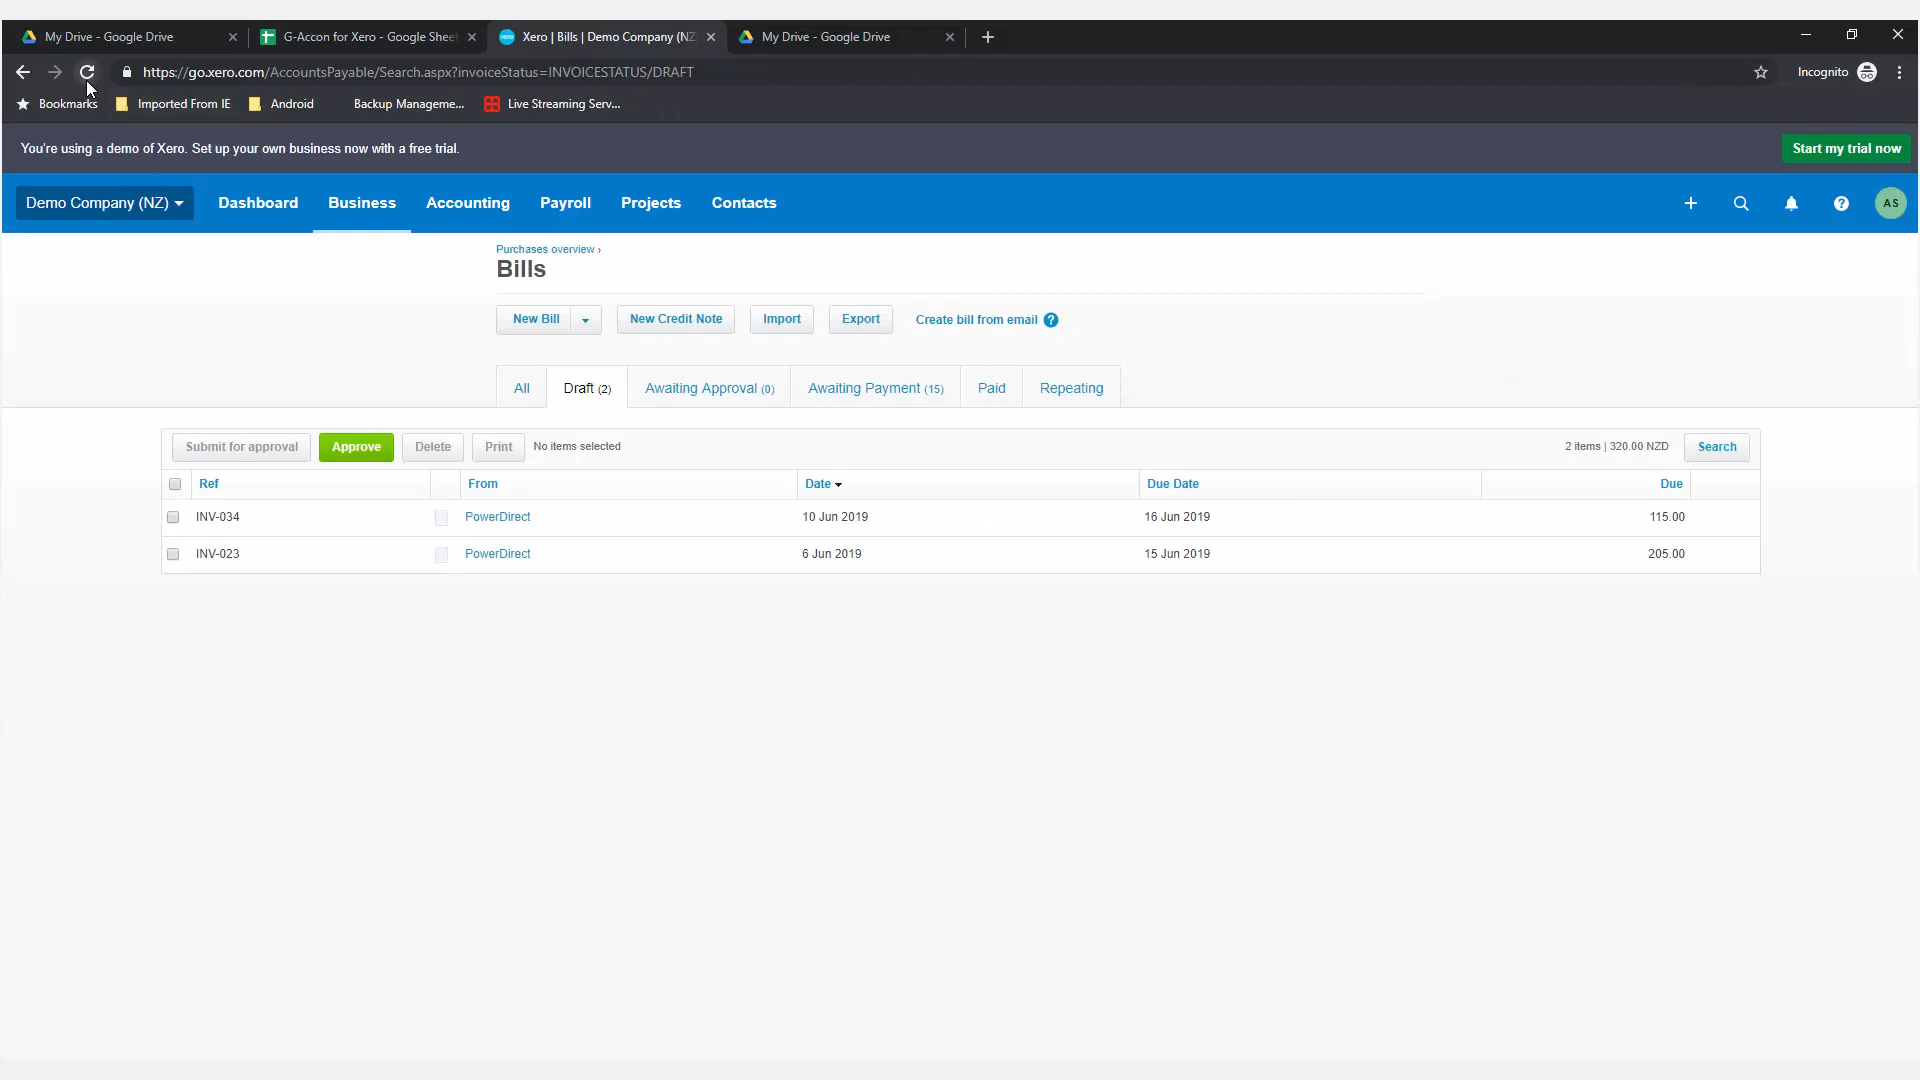 My Drive - Google Drive
G-Accon for Xero - Google Sheet
Xero | Bills | Demo Company (NZ
My Drive - Google Drive
https://go.xero.com/AccountsPayable/Search.aspx?invoiceStatus=INVOICESTATUS/DRAFT
Incognito
Bookmarks
Imported From IE
Android
Backup Manageme...
Live Streaming Serv...
You're using a demo of Xero. Set up your own business now with a free trial.
Start my trial now
Demo Company (NZ)
Dashboard
Business
Accounting
Payroll
Projects
Contacts
AS
Purchases overview ›
Bills
New Bill
New Credit Note
Import
Export
Create bill from email ?
All
Draft (2)
Awaiting Approval (0)
Awaiting Payment (15)
Paid
Repeating
Submit for approval
Approve
Delete
Print
No items selected
2 items | 320.00 NZD
Search
Ref From Date Due Date Due
INV-034 PowerDirect 10 Jun 2019 16 Jun 2019 115.00
INV-023 PowerDirect 6 Jun 2019 15 Jun 2019 205.00